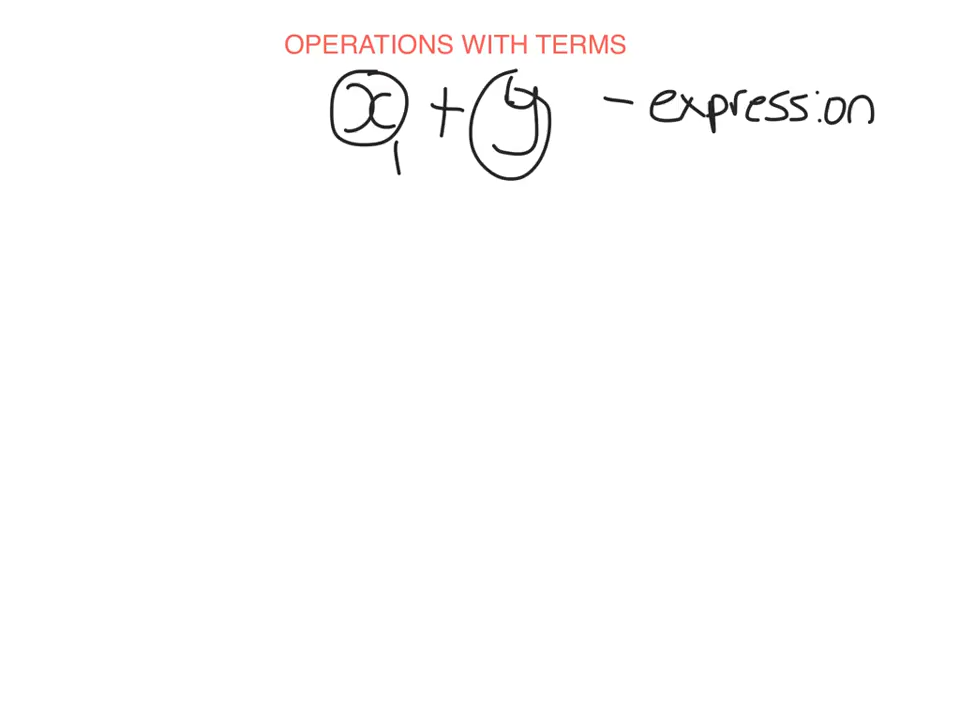 OPERATIONS WITH TERMS
x + y - expression